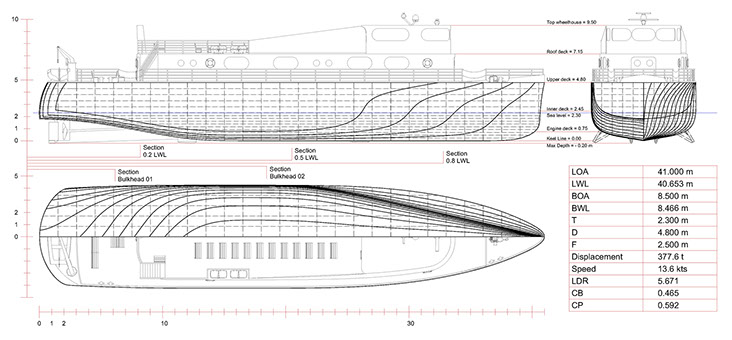 10
5
2
1
0
Top wheelhouse = 9.50
Roof deck = 7.15
Upper deck = 4.80
Inner deck = 2.45
Sea level = 2.30
Engine deck = 0.75
Keel Line = 0.00
Max Depth = - 0.20 m
Section
0.2 LWL
Section
0.5 LWL
Section
0.8 LWL
Section
Bulkhead 01
Section
Bulkhead 02
5
2
1
0
0 1 2 10 30
LOA 41.000 m
LWL 40.653 m
BOA 8.500 m
BWL 8.466 m
T 2.300 m
D 4.800 m
F 2.500 m
Displacement 377.6 t
Speed 13.6 kts
LDR 5.671
CB 0.465
CP 0.592